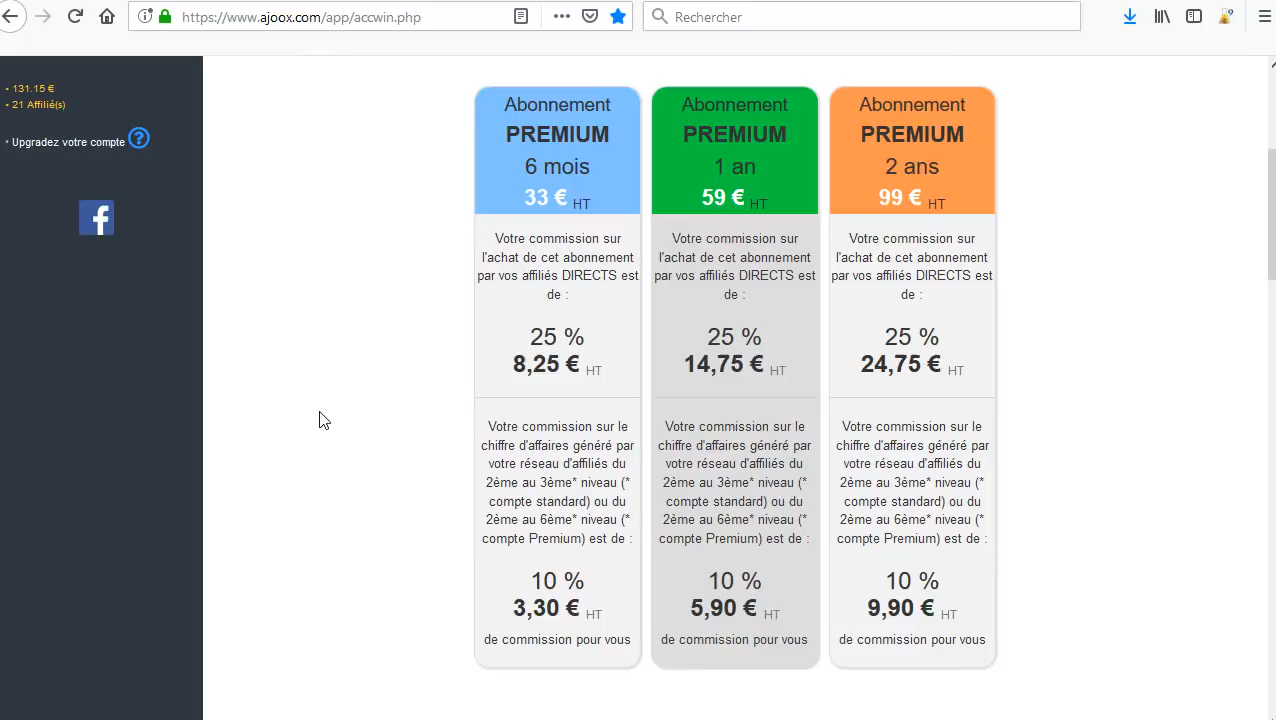 https://www.ajoox.com/app/accwin.php
Rechercher
- 131.15 €
- 21 Affilié(s)
• Upgradez votre compte ?
f
Abonnement
PREMIUM
6 mois
33 € HT
Votre commission sur
l'achat de cet abonnement
par vos affiliés DIRECTS est
de :
25 %
8,25 € HT
Votre commission sur le
chiffre d'affaires généré par
votre réseau d'affiliés du
2ème au 3ème* niveau (*
compte standard) ou du
2ème au 6ème* niveau (*
compte Premium) est de :
10 %
3,30 € HT
de commission pour vous
Abonnement
PREMIUM
1 an
59 € HT
Votre commission sur
l'achat de cet abonnement
par vos affiliés DIRECTS est
de :
25 %
14,75 € HT
Votre commission sur le
chiffre d'affaires généré par
votre réseau d'affiliés du
2ème au 3ème* niveau (*
compte standard) ou du
2ème au 6ème* niveau (*
compte Premium) est de :
10 %
5,90 € HT
de commission pour vous
Abonnement
PREMIUM
2 ans
99 € HT
Votre commission sur
l'achat de cet abonnement
par vos affiliés DIRECTS est
de :
25 %
24,75 € HT
Votre commission sur le
chiffre d'affaires généré par
votre réseau d'affiliés du
2ème au 3ème* niveau (*
compte standard) ou du
2ème au 6ème* niveau (*
compte Premium) est de :
10 %
9,90 € HT
de commission pour vous